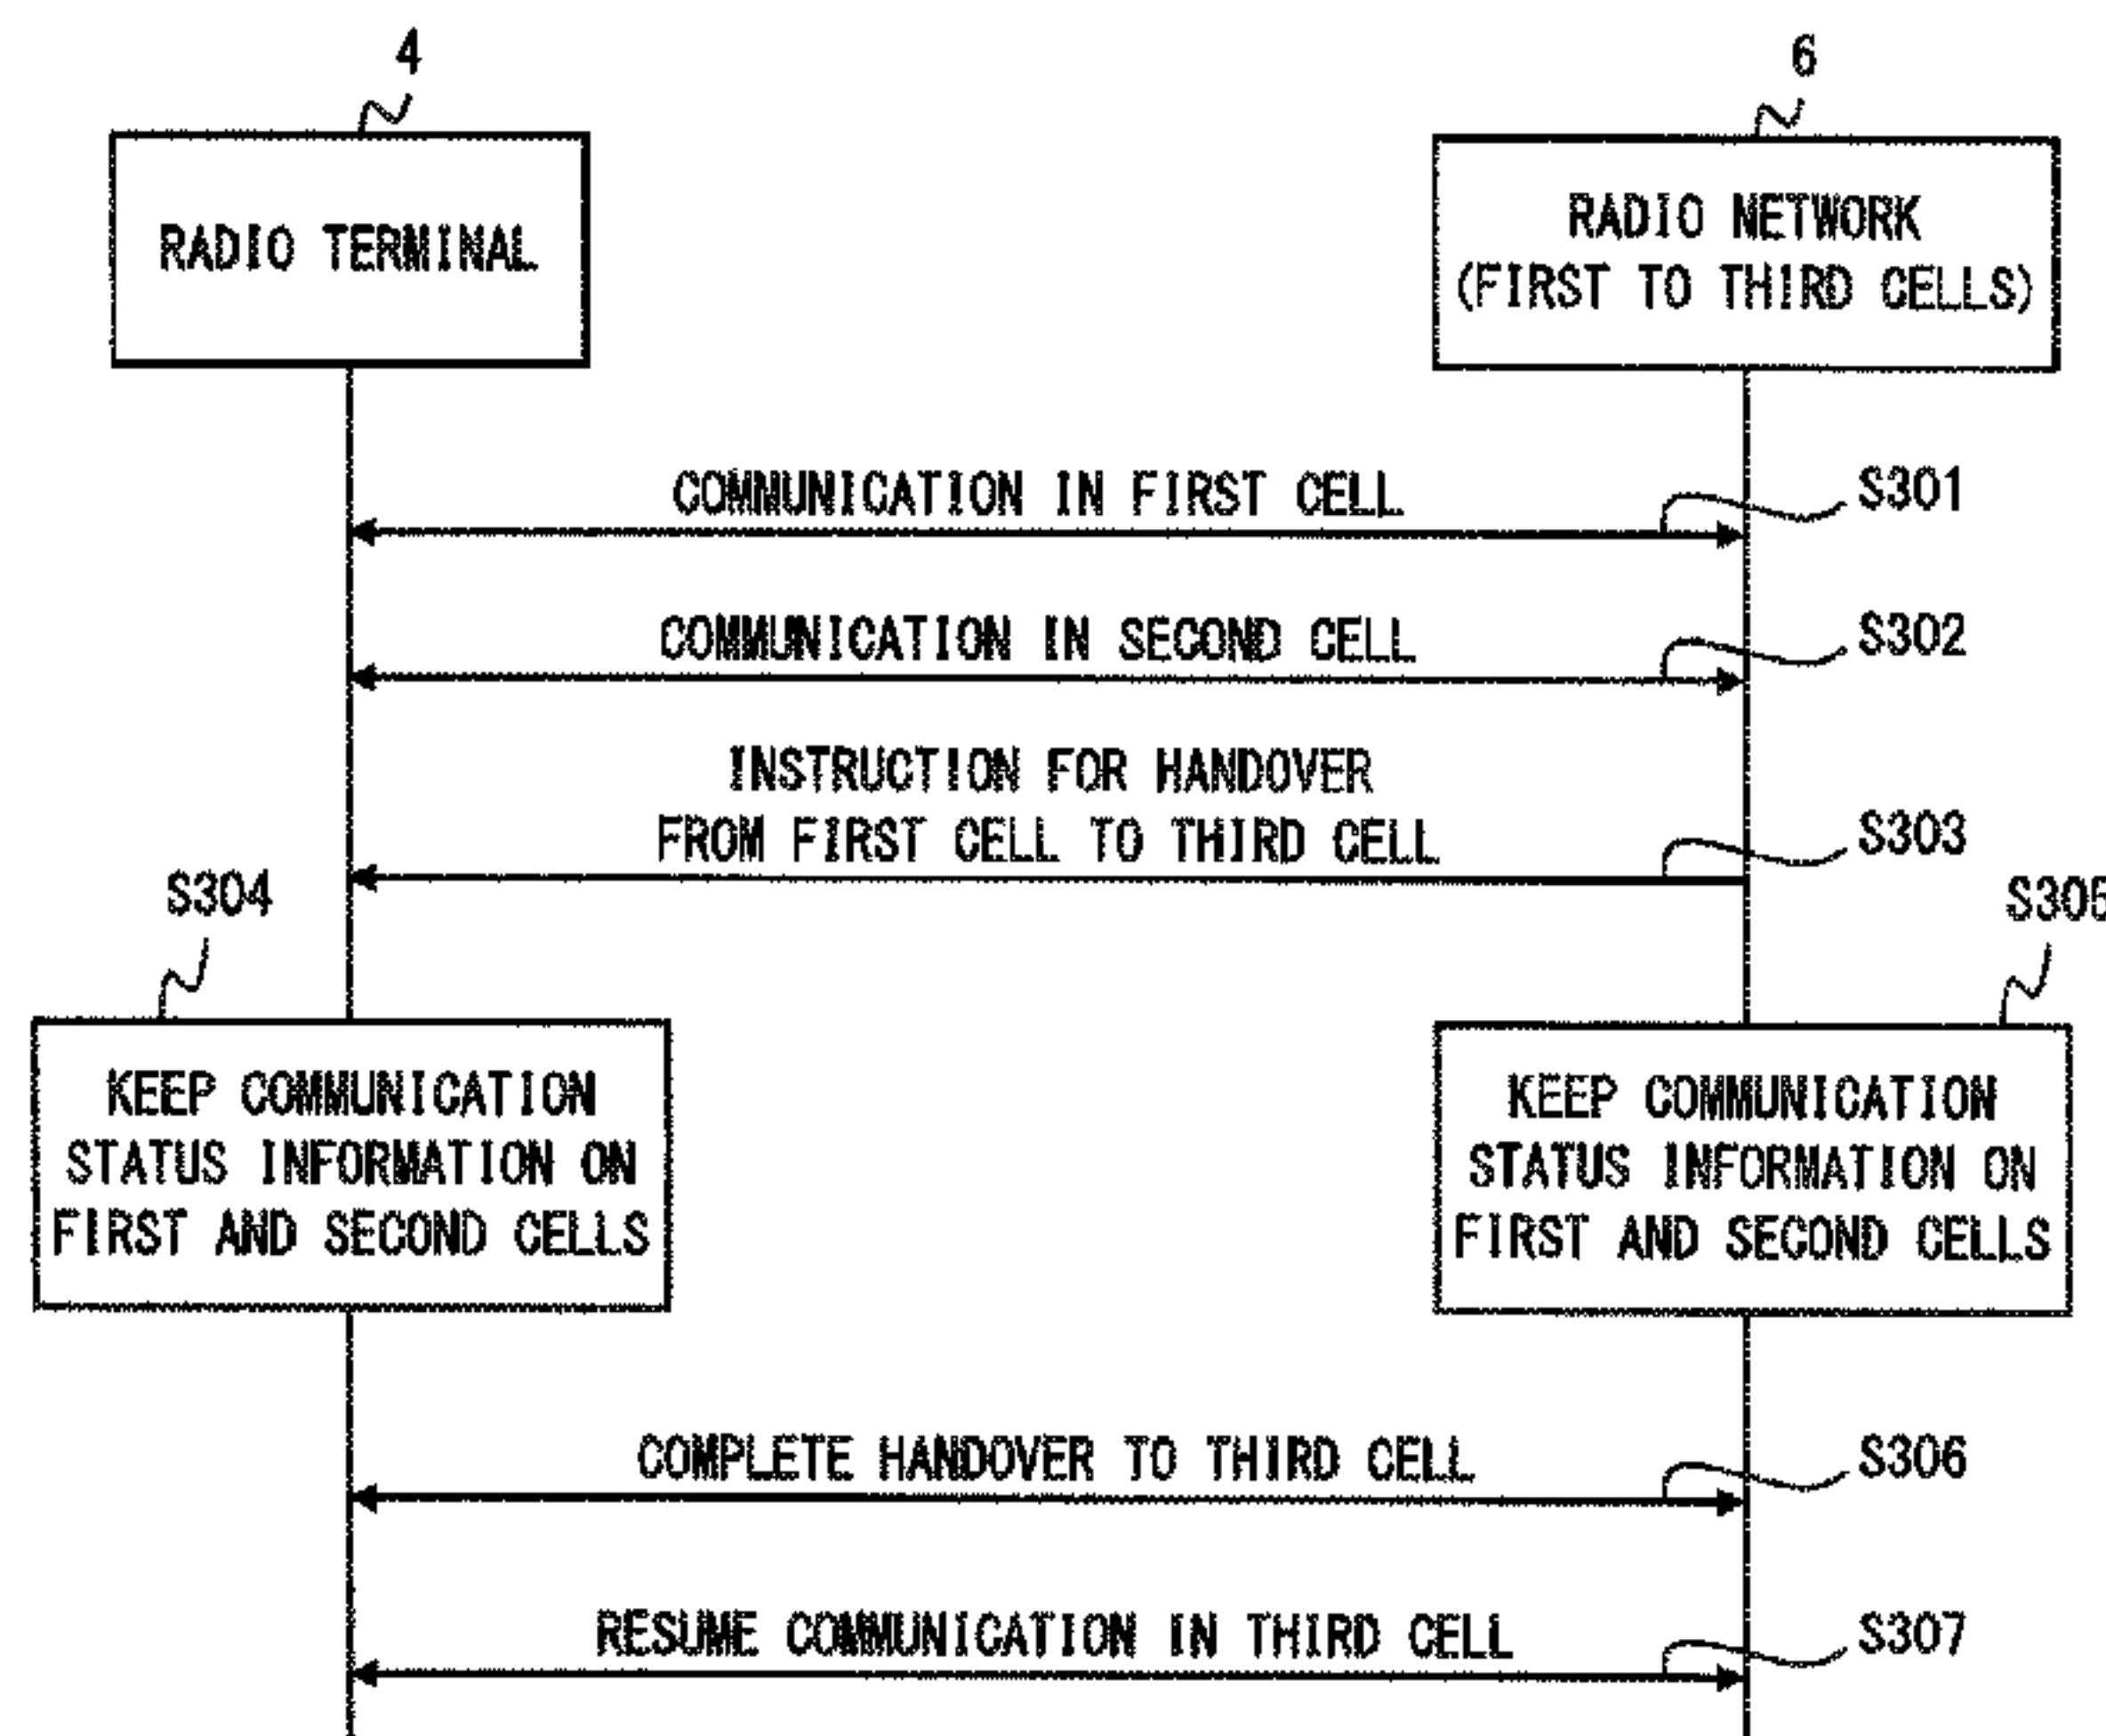 4
6
RADIO TERMINAL
RADIO NETWORK
(FIRST TO THIRD CELLS)
COMMUNICATION IN FIRST CELL
S301
COMMUNICATION IN SECOND CELL
S302
INSTRUCTION FOR HANDOVER
FROM FIRST CELL TO THIRD CELL
S303
S304
S305
KEEP COMMUNICATION
STATUS INFORMATION ON
FIRST AND SECOND CELLS
KEEP COMMUNICATION
STATUS INFORMATION ON
FIRST AND SECOND CELLS
COMPLETE HANDOVER TO THIRD CELL
S306
RESUME COMMUNICATION IN THIRD CELL
S307